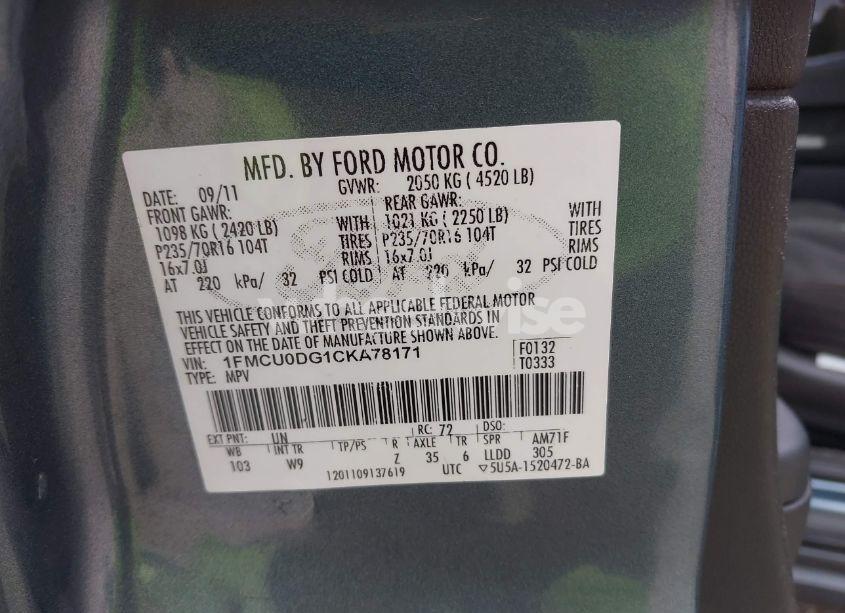 MFD. BY FORD MOTOR CO.
DATE: 09/11 GVWR: 2050 KG ( 4520 LB)
FRONT GAWR: REAR GAWR:
1098 KG ( 2420 LB) WITH 1021 KG ( 2250 LB) WITH
P235/70R16 104T TIRES P235/70R16 104T TIRES
16x7.0J RIMS 16x7.0J RIMS
AT 220 kPa/ 32 PSI COLD AT 220 kPa/ 32 PSI COLD
THIS VEHICLE CONFORMS TO ALL APPLICABLE FEDERAL MOTOR
VEHICLE SAFETY AND THEFT PREVENTION STANDARDS IN
EFFECT ON THE DATE OF MANUFACTURE SHOWN ABOVE.
VIN: 1FMCU0DG1CKA78171 F0132
TYPE: MPV T0333
RC: 72 DSO:
EXT PNT: UN
WB INT TR TP/PS R AXLE TR SPR AM71F
103 W9 Z 35 6 LLDD 305
1201109137619 UTC ▽5U5A-1520472-BA